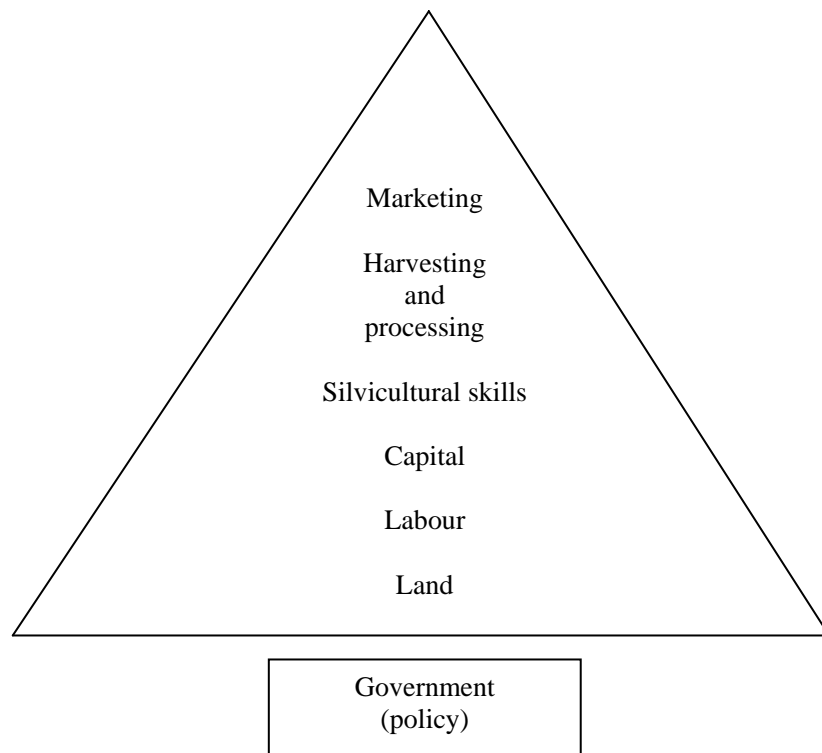 Marketing
Harvesting
and
processing
Silvicultural skills
Capital
Labour
Land
Government
(policy)